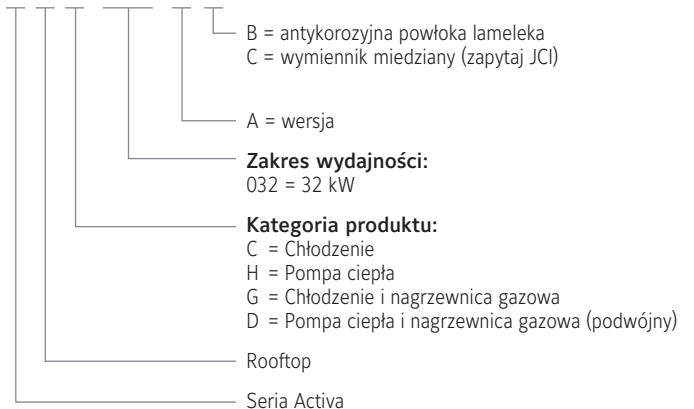 B = antykorozyjna powłoka lameleka
C = wymiennik miedziany (zapytaj JCI)
A = wersja
Zakres wydajności:
032 = 32 kW
Kategoria produktu:
C = Chłodzenie
H = Pompa ciepła
G = Chłodzenie i nagrzewnica gazowa
D = Pompa ciepła i nagrzewnica gazowa (podwójny)
Rooftop
Seria Activa